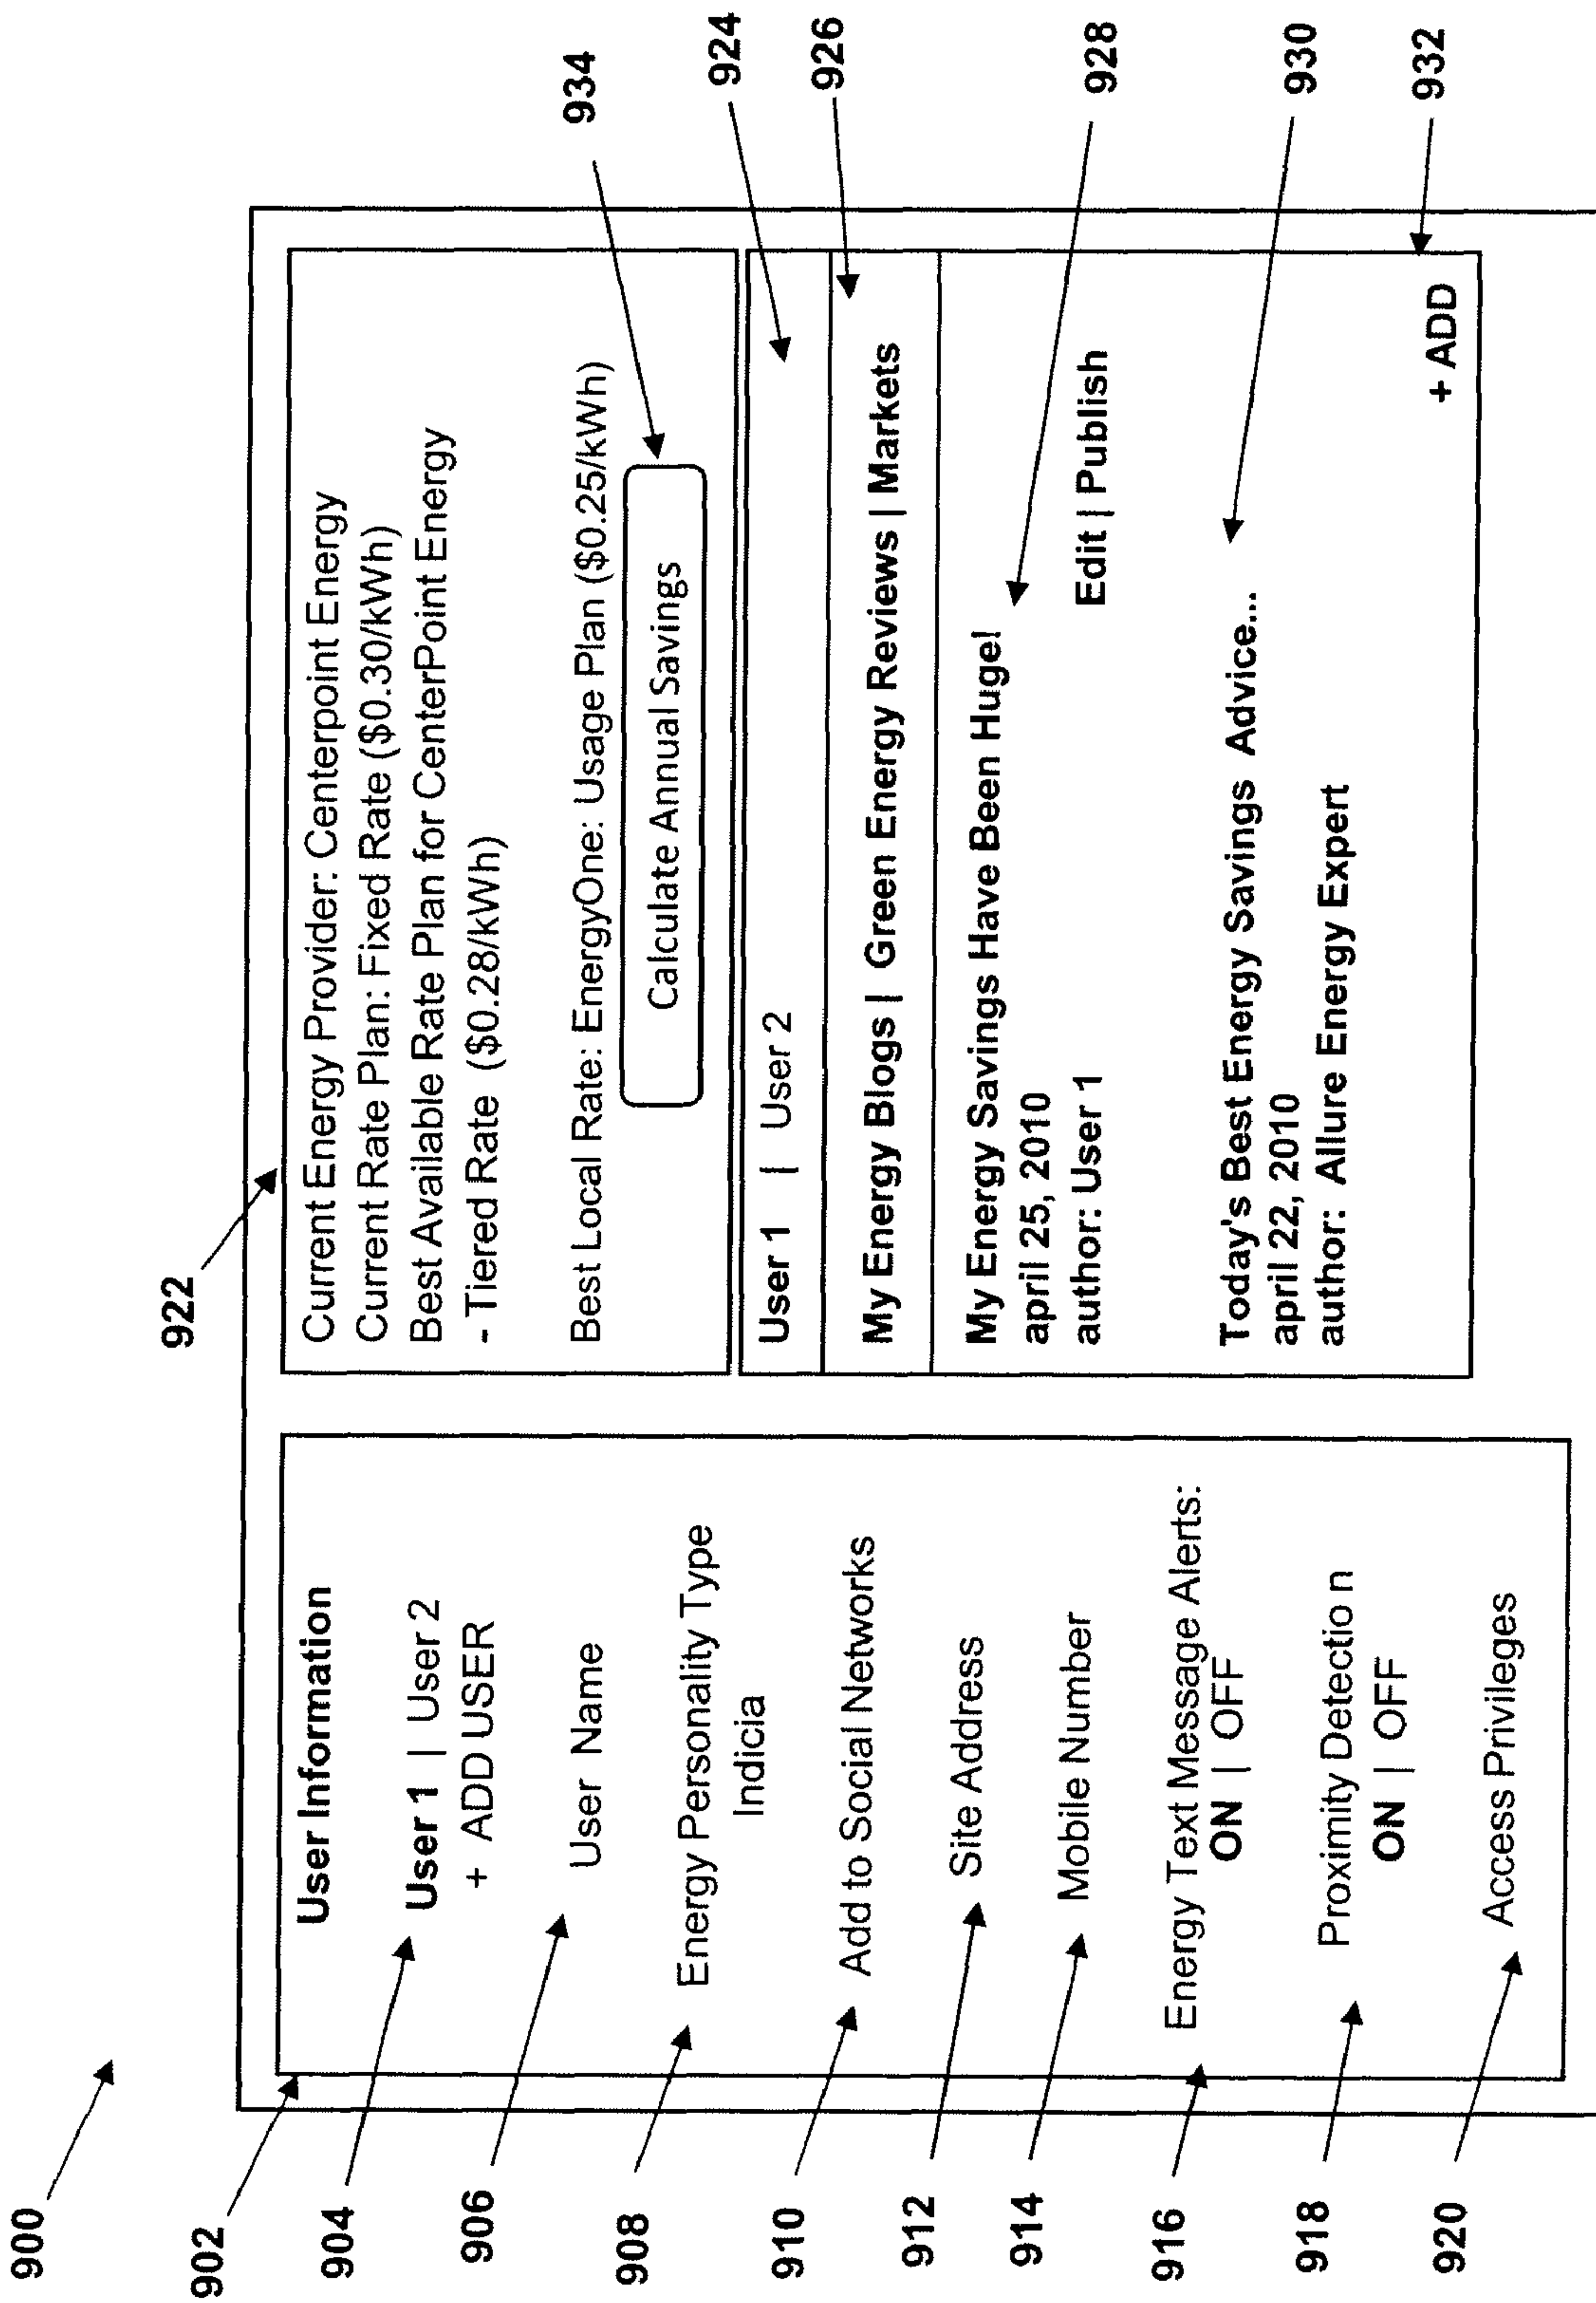 900
902
904
906
908
910
912
914
916
918
920
User Information
User 1 | User 2
+ ADD USER
User Name
Energy Personality Type
Indicia
Add to Social Networks
Site Address
Mobile Number
Energy Text Message Alerts:
ON | OFF
Proximity Detectio n
ON | OFF
Access Privileges
922
Current Energy Provider: Centerpoint Energy
Current Rate Plan: Fixed Rate ($0.30/kWh)
Best Available Rate Plan for CenterPoint Energy
- Tiered Rate ($0.28/kWh)
Best Local Rate: EnergyOne: Usage Plan ($0.25/kWh)
Calculate Annual Savings
User 1 | User 2
My Energy Blogs | Green Energy Reviews | Markets
My Energy Savings Have Been Huge!
april 25, 2010
author: User 1
Edit | Publish
Today's Best Energy Savings Advice...
april 22, 2010
author: Allure Energy Expert
+ ADD
934
924
926
928
930
932